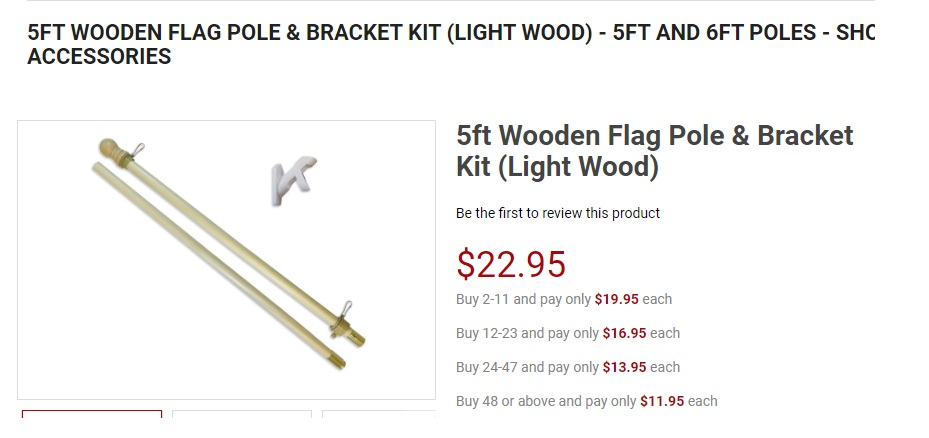 5FT WOODEN FLAG POLE & BRACKET KIT (LIGHT WOOD) - 5FT AND 6FT POLES -
ACCESSORIES
5ft Wooden Flag Pole & Bracket
Kit (Light Wood)
Be the first to review this product
$22.95
Buy 2-11 and pay only $19.95 each
Buy 12-23 and pay only $16.95 each
Buy 24-47 and pay only $13.95 each
Buy 48 or above and pay only $11.95 each